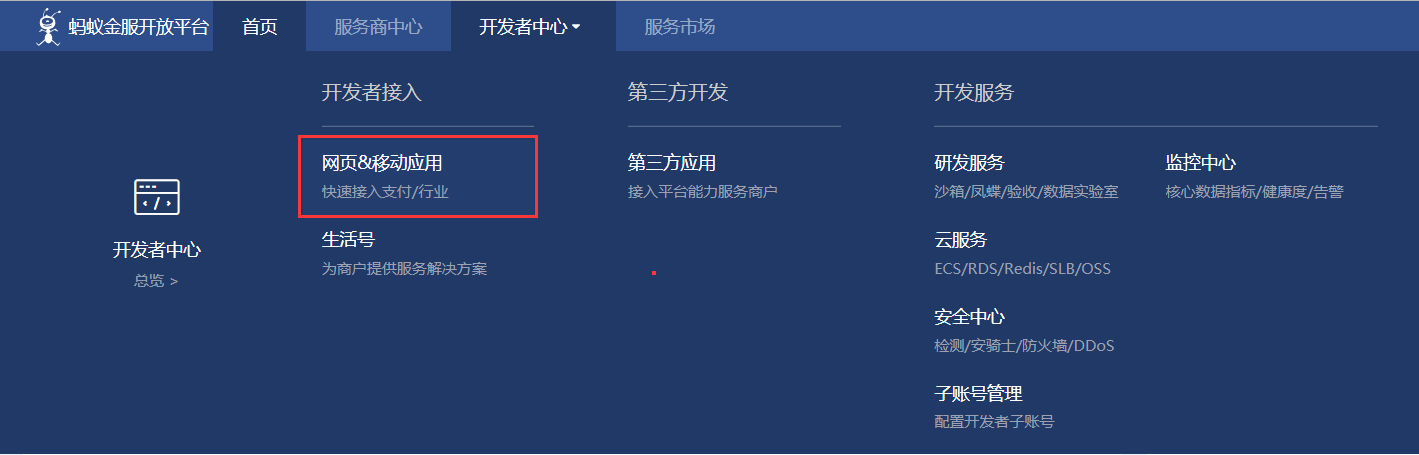 蚂蚁金服开放平台 首页 服务商中心 开发者中心 服务市场
开发者中心
总览 >
开发者接入
网页&移动应用
快速接入支付/行业
生活号
为商户提供服务解决方案
第三方开发
第三方应用
接入平台能力服务商户
开发服务
研发服务
沙箱/凤蝶/验收/数据实验室
云服务
ECS/RDS/Redis/SLB/OSS
安全中心
检测/安骑士/防火墙/DDoS
子账号管理
配置开发者子账号
监控中心
核心数据指标/健康度/告警